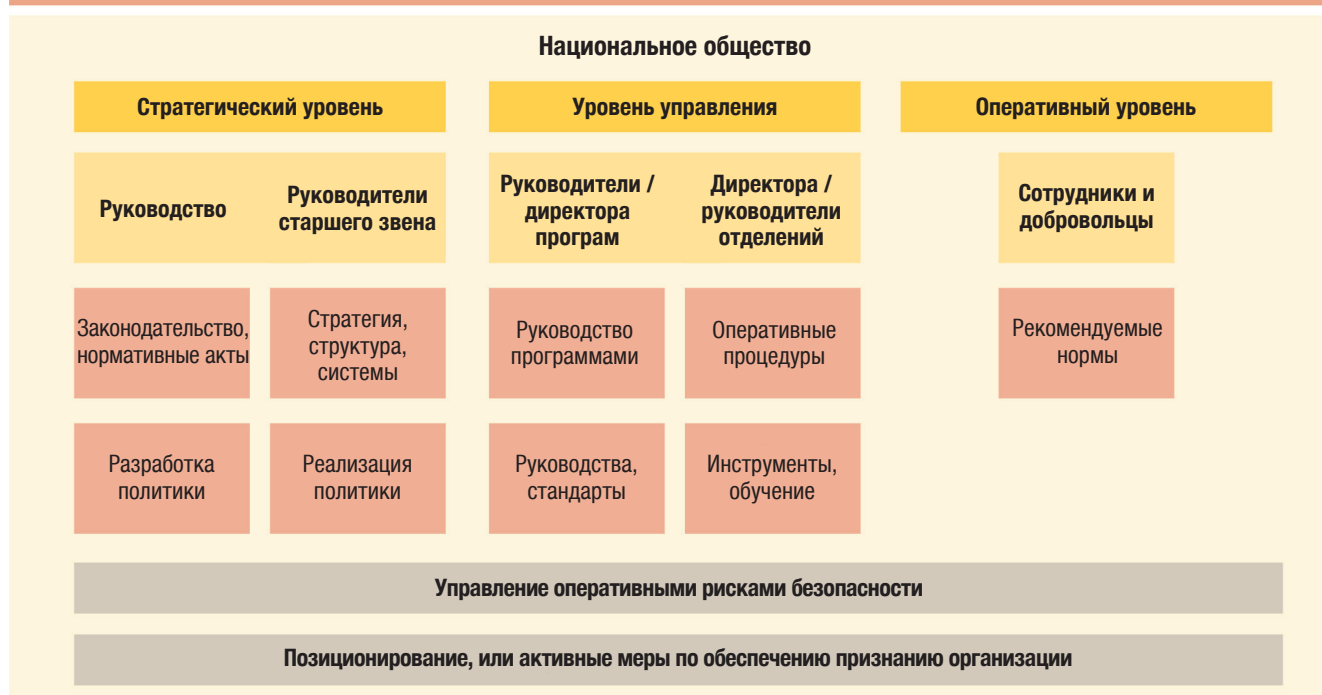 Национальное общество
Стратегический уровень
Уровень управления
Оперативный уровень
Руководство
Руководители
старшего звена
Руководители /
директора
програм
Директора /
руководители
отделений
Сотрудники и
добровольцы
Законодательство,
нормативные акты
Стратегия,
структура,
системы
Руководство
программами
Оперативные
процедуры
Рекомендуемые
нормы
Разработка
политики
Реализация
политики
Руководства,
стандарты
Инструменты,
обучение
Управление оперативными рисками безопасности
Позиционирование, или активные меры по обеспечению признанию организации